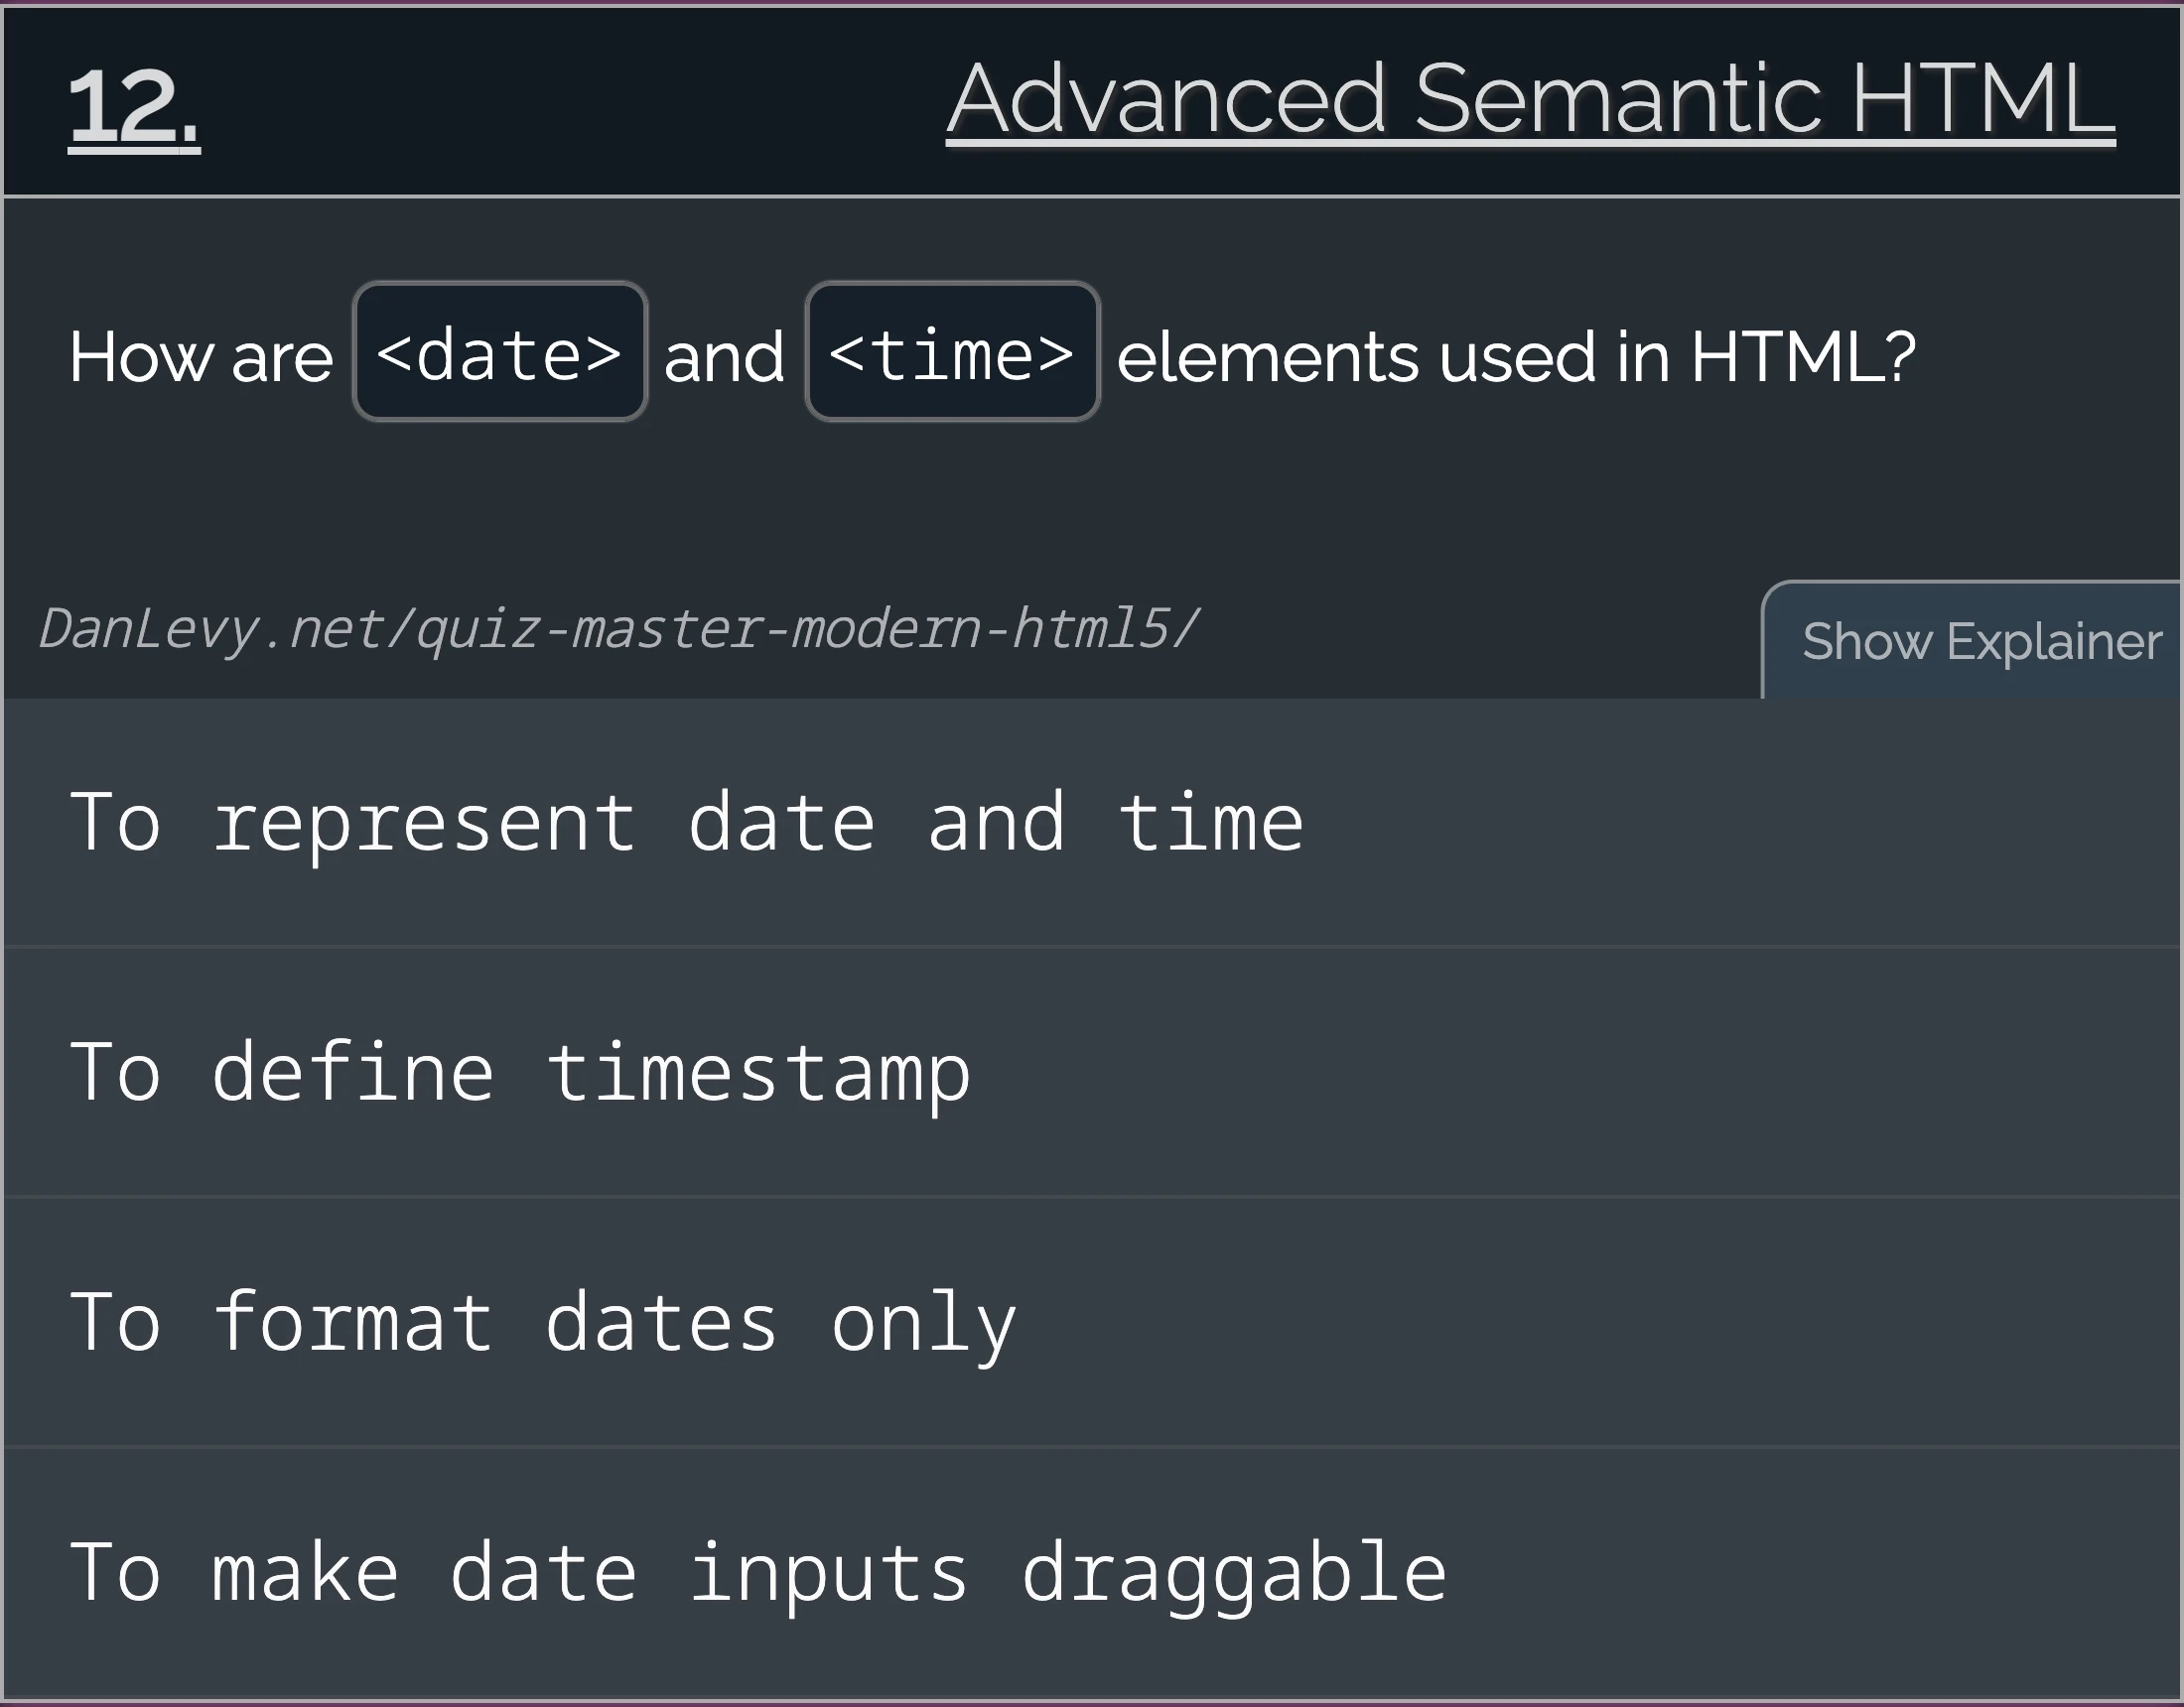 12.
Advanced Semantic HTML
How are <date> and <time> elements used in HTML?
DanLevy.net/quiz-master-modern-html5/
Show Explainer
To represent date and time
To define timestamp
To format dates only
To make date inputs draggable